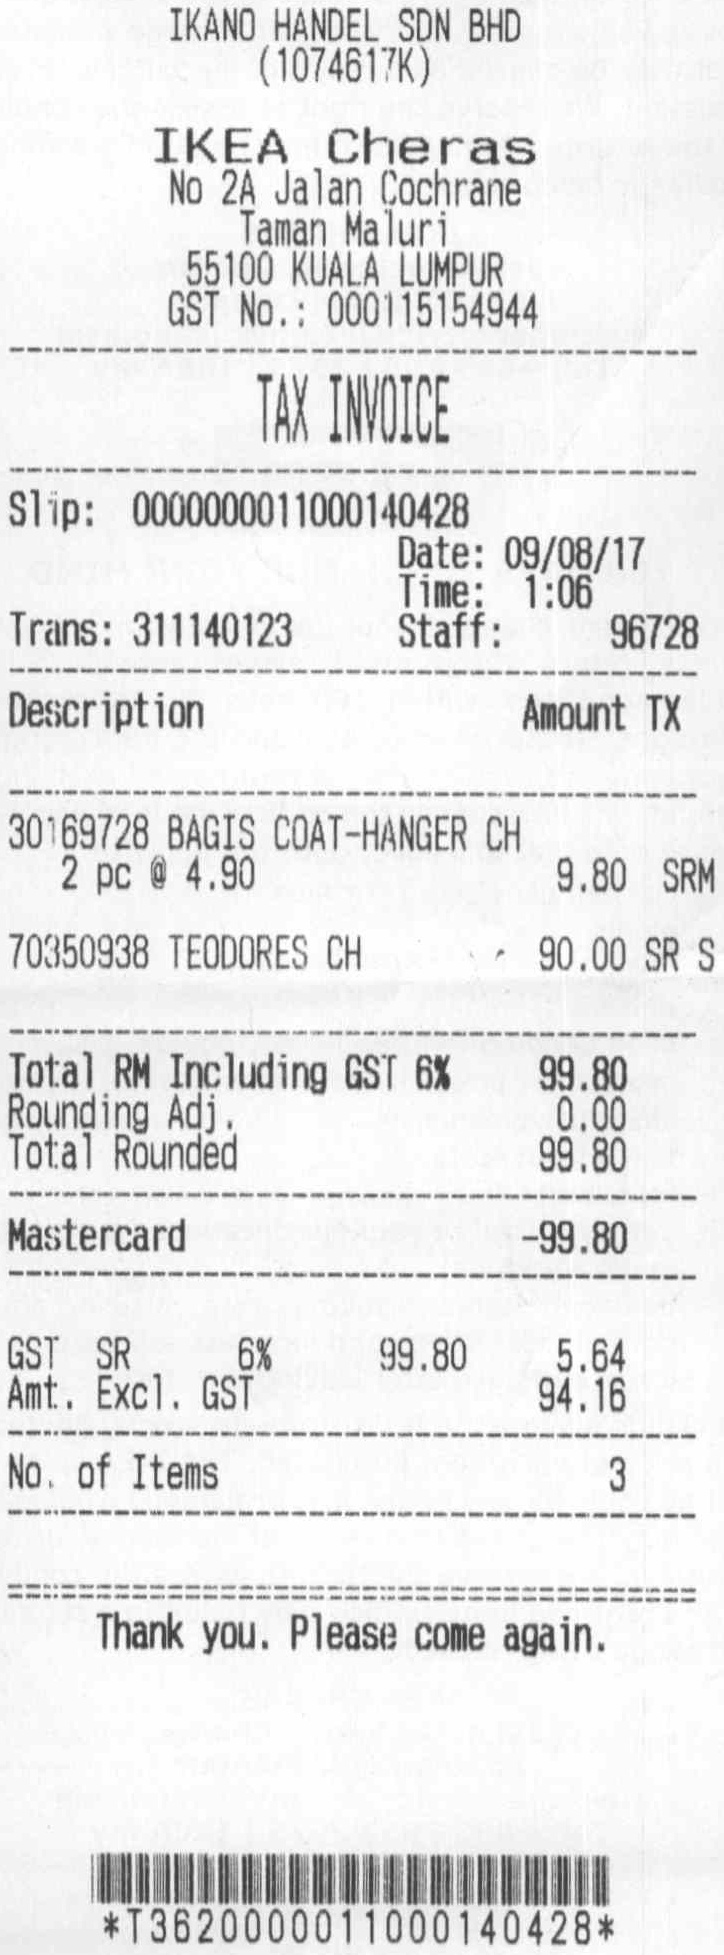 IKANO HANDEL SDN BHD
(1074617K)
IKEA Cheras
No 2A Jalan Cochrane
Taman Maluri
55100 KUALA LUMPUR
GST No.: 000115154944
TAX INVOICE
Slip: 0000000011000140428
Date: 09/08/17
Time: 1:06
Trans: 311140123 Staff: 96728
Description Amount TX
30169728 BAGIS COAT-HANGER CH
2 pc @ 4.90 9.80 SRM
70350938 TEODORES CH 90.00 SR S
Total RM Including GST 6% 99.80
Rounding Adj. 0.00
Total Rounded 99.80
Mastercard -99.80
GST SR 6% 99.80 5.64
Amt. Excl. GST 94.16
No. of Items 3
Thank you. Please come again.
*T3620000011000140428*